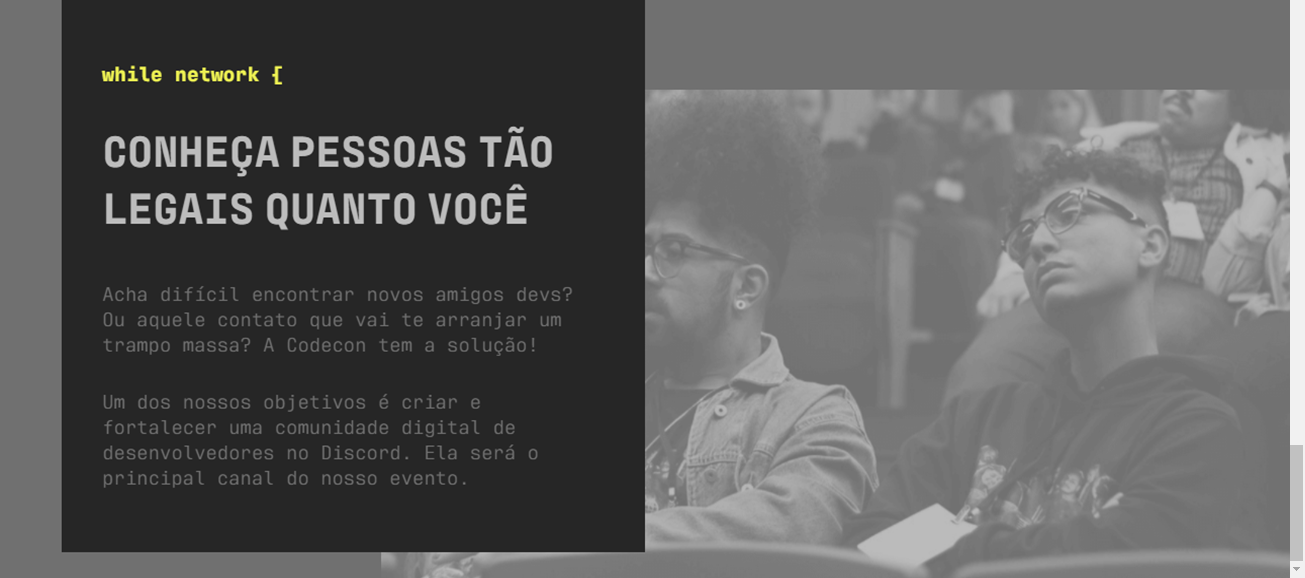 while network {
CONHEÇA PESSOAS TÃO
LEGAIS QUANTO VOCÊ
Acha difícil encontrar novos amigos devs?
Ou aquele contato que vai te arranjar um
trampo massa? A Codecon tem a solução!
Um dos nossos objetivos é criar e
fortalecer uma comunidade digital de
desenvolvedores no Discord. Ela será o
principal canal do nosso evento.